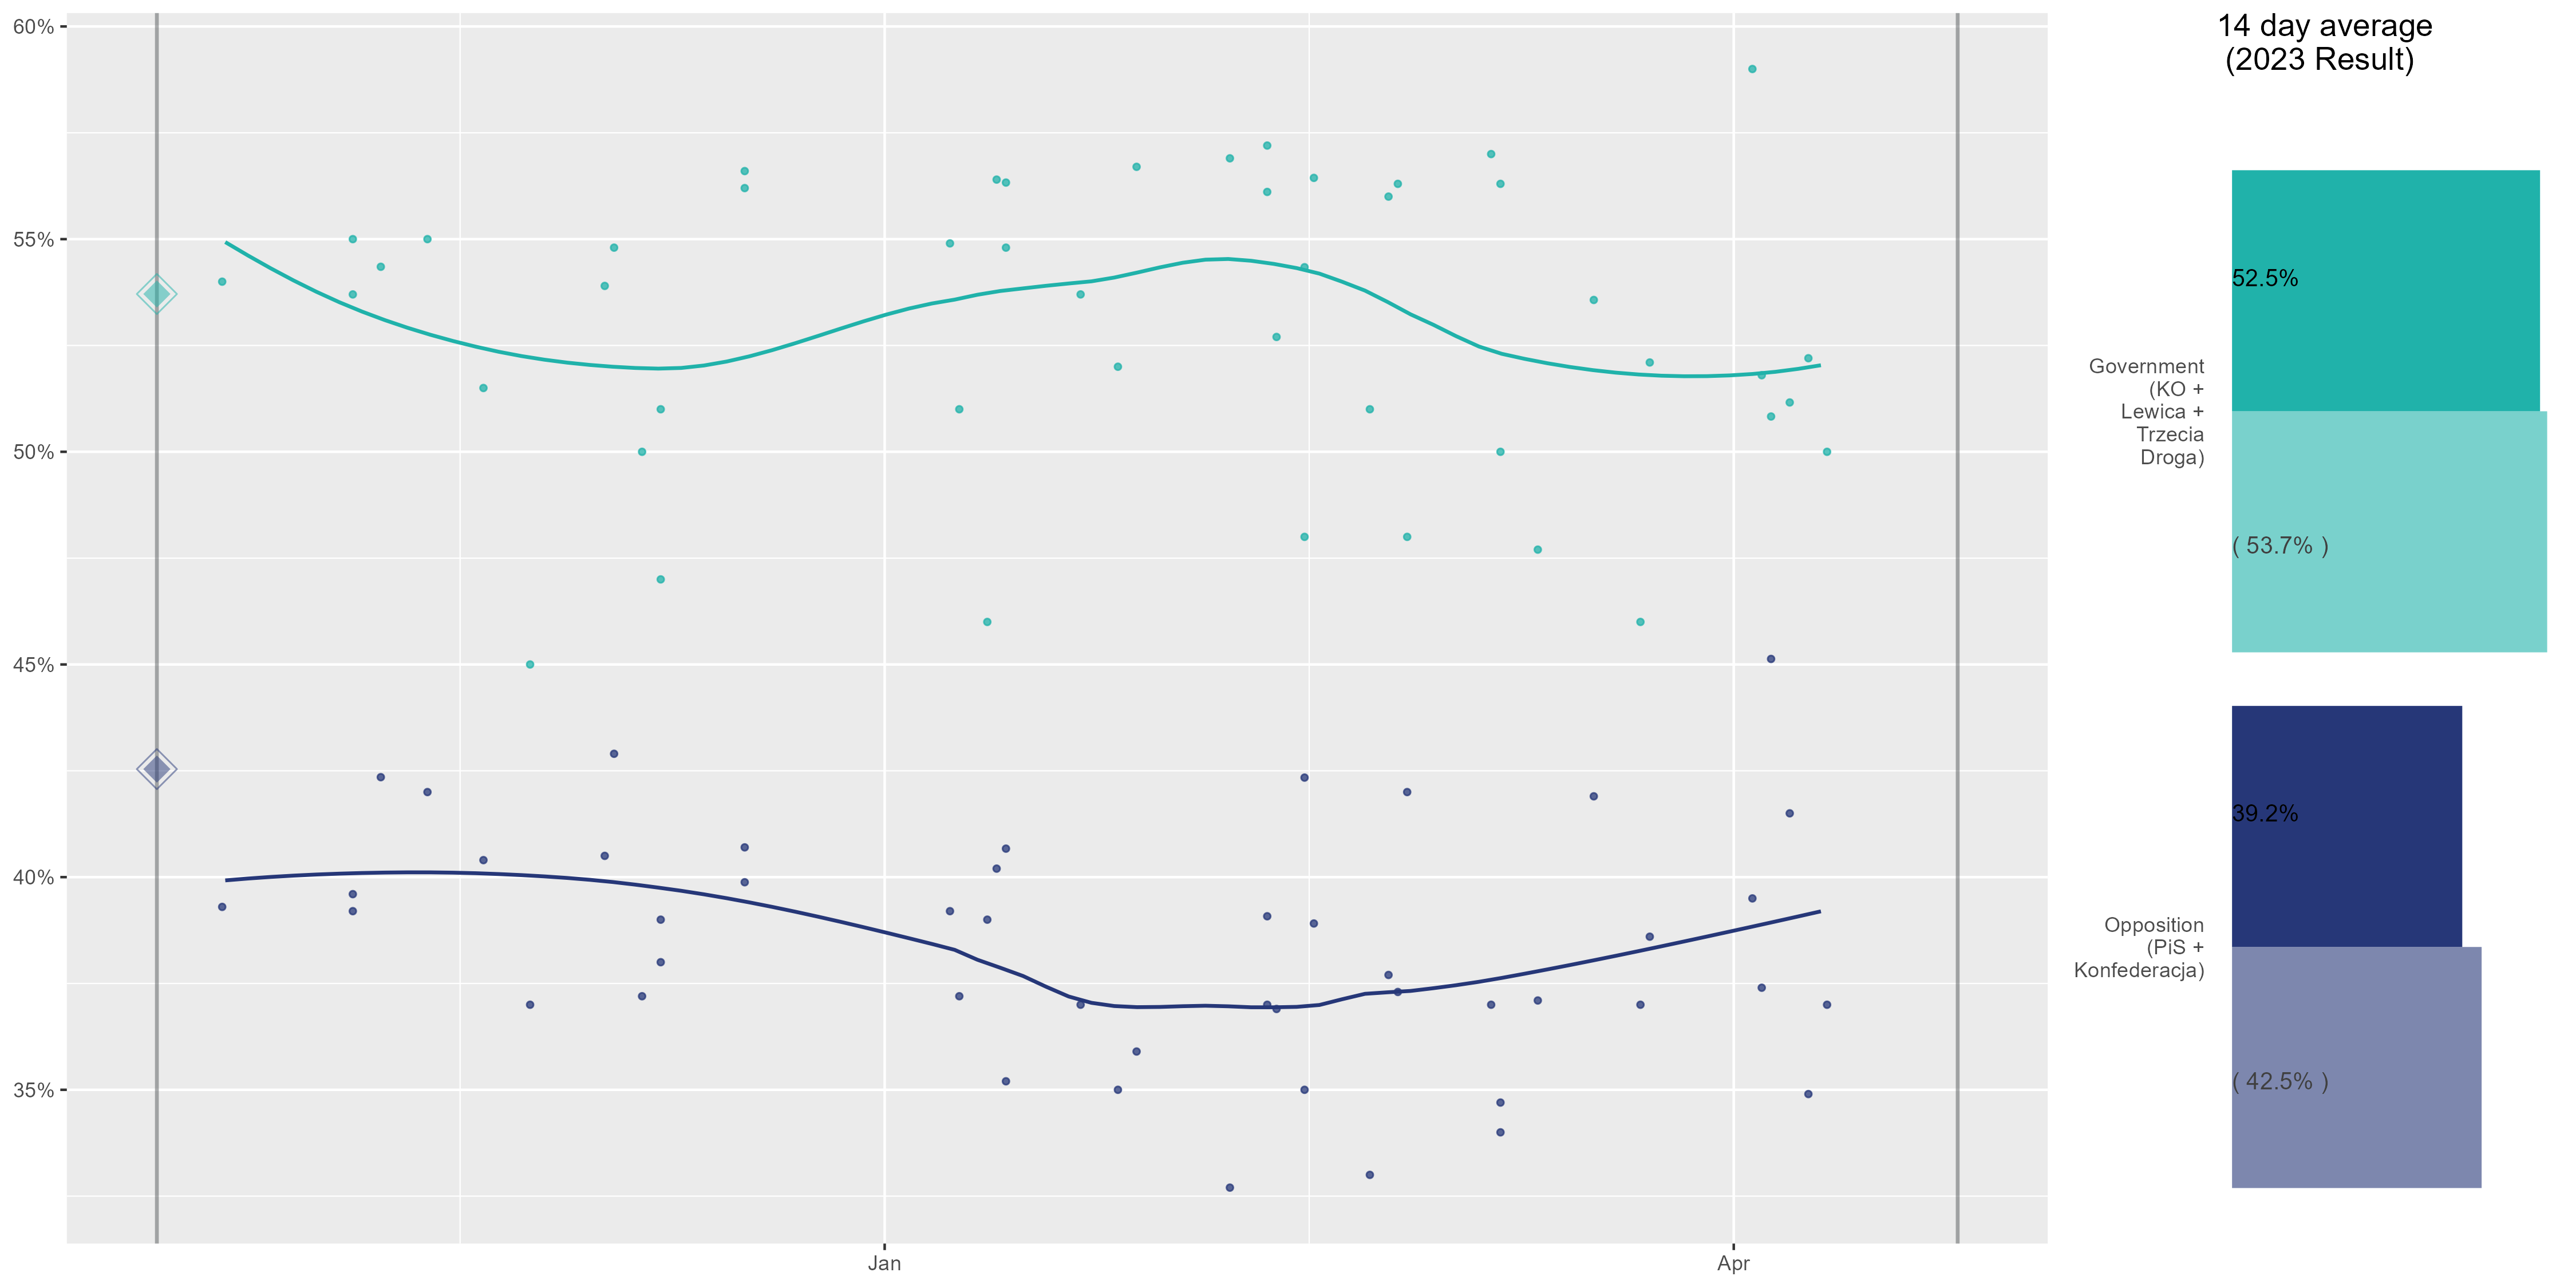 60%
55%
50%
45%
40%
35%
Jan
Apr
14 day average
(2023 Result)
Government
(KO +
Lewica +
Trzecia
Droga)
52.5%
( 53.7% )
Opposition
(PiS +
Konfederacja)
39.2%
( 42.5% )